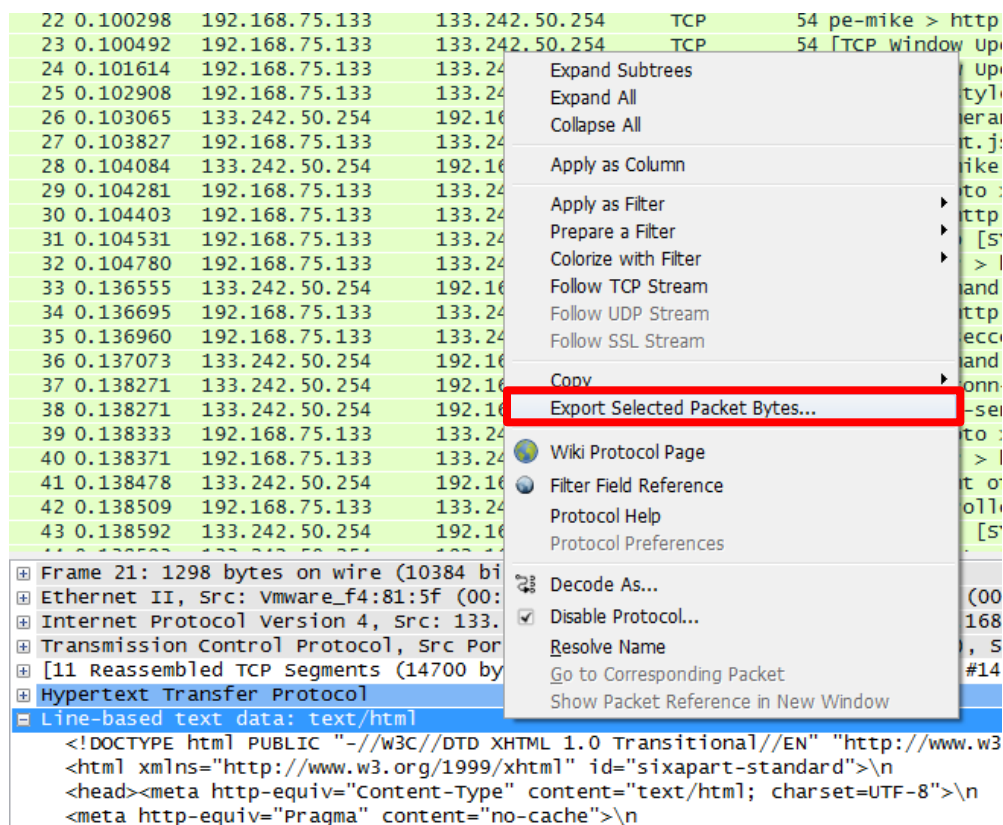 22 0.100298 192.168.75.133 133.242.50.254 TCP 54 pe-mike > http
23 0.100492 192.168.75.133 133.242.50.254 TCP 54 [TCP Window Upd
24 0.101614 192.168.75.133 133.24
25 0.102908 192.168.75.133 133.24
26 0.103065 133.242.50.254 192.16
27 0.103827 192.168.75.133 133.24
28 0.104084 133.242.50.254 192.16
29 0.104281 192.168.75.133 133.24
30 0.104403 192.168.75.133 133.24
31 0.104531 192.168.75.133 133.24
32 0.104780 192.168.75.133 133.24
33 0.136555 133.242.50.254 192.16
34 0.136695 133.242.50.254 192.16
35 0.136960 192.168.75.133 133.24
36 0.137073 133.242.50.254 192.16
37 0.138271 133.242.50.254 192.16
38 0.138271 133.242.50.254 192.16
39 0.138333 192.168.75.133 133.24
40 0.138371 192.168.75.133 133.24
41 0.138478 133.242.50.254 192.16
42 0.138509 192.168.75.133 133.24
43 0.138592 133.242.50.254 192.16
Expand Subtrees
Expand All
Collapse All
Apply as Column
Apply as Filter
Prepare a Filter
Colorize with Filter
Follow TCP Stream
Follow UDP Stream
Follow SSL Stream
Copy
Export Selected Packet Bytes...
Wiki Protocol Page
Filter Field Reference
Protocol Help
Protocol Preferences
Decode As...
Disable Protocol...
Resolve Name
Go to Corresponding Packet
Show Packet Reference in New Window
Frame 21: 1298 bytes on wire (10384 bi
Ethernet II, Src: Vmware_f4:81:5f (00: (00
Internet Protocol Version 4, Src: 133. 168
Transmission Control Protocol, Src Por ), S
[11 Reassembled TCP Segments (14700 by #14
Hypertext Transfer Protocol
Line-based text data: text/html
<!DOCTYPE html PUBLIC "-//W3C//DTD XHTML 1.0 Transitional//EN" "http://www.w3
<html xmlns="http://www.w3.org/1999/xhtml" id="sixapart-standard">\n
<head><meta http-equiv="Content-Type" content="text/html; charset=UTF-8">\n
<meta http-equiv="Pragma" content="no-cache">\n